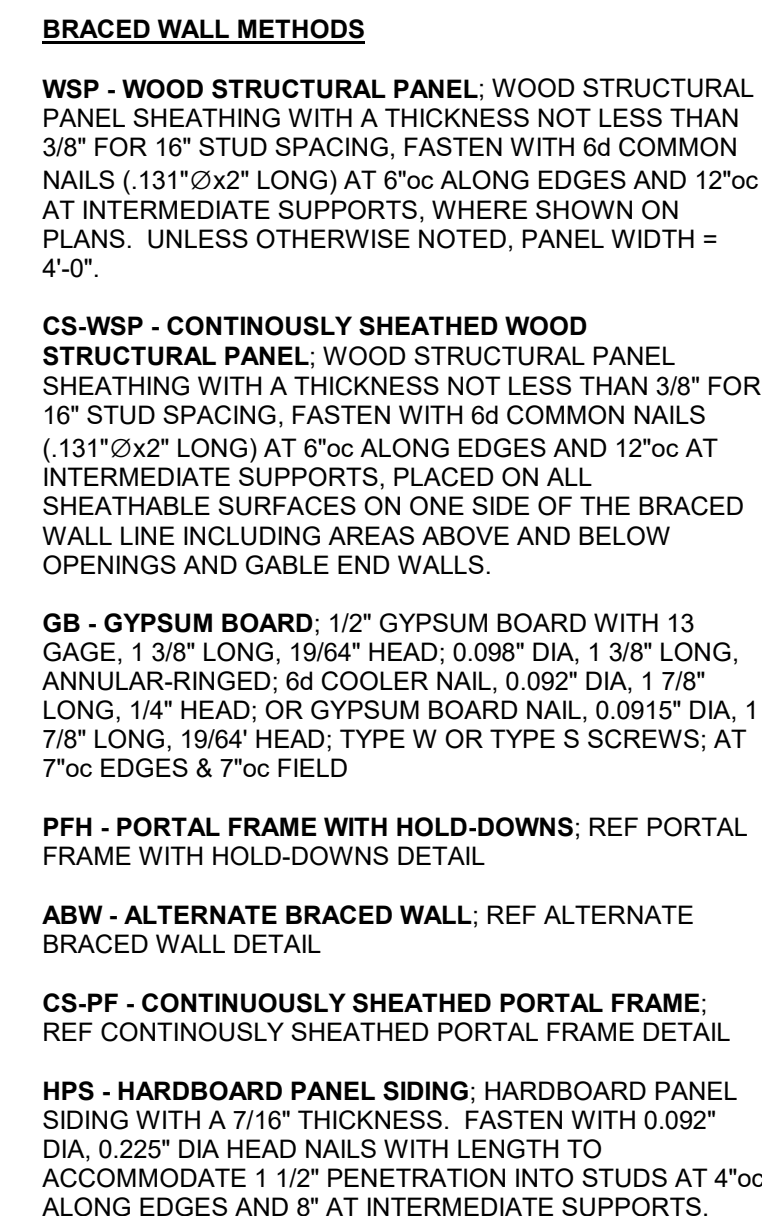 BRACED WALL METHODS
WSP - WOOD STRUCTURAL PANEL; WOOD STRUCTURAL
PANEL SHEATHING WITH A THICKNESS NOT LESS THAN
3/8" FOR 16" STUD SPACING, FASTEN WITH 6d COMMON
NAILS (.131"∅x2" LONG) AT 6"oc ALONG EDGES AND 12"oc
AT INTERMEDIATE SUPPORTS, WHERE SHOWN ON
PLANS. UNLESS OTHERWISE NOTED, PANEL WIDTH =
4'-0".
CS-WSP - CONTINOUSLY SHEATHED WOOD
STRUCTURAL PANEL; WOOD STRUCTURAL PANEL
SHEATHING WITH A THICKNESS NOT LESS THAN 3/8" FOR
16" STUD SPACING, FASTEN WITH 6d COMMON NAILS
(.131"∅x2" LONG) AT 6"oc ALONG EDGES AND 12"oc AT
INTERMEDIATE SUPPORTS, PLACED ON ALL
SHEATHABLE SURFACES ON ONE SIDE OF THE BRACED
WALL LINE INCLUDING AREAS ABOVE AND BELOW
OPENINGS AND GABLE END WALLS.
GB - GYPSUM BOARD; 1/2" GYPSUM BOARD WITH 13
GAGE, 1 3/8" LONG, 19/64" HEAD; 0.098" DIA, 1 3/8" LONG,
ANNULAR-RINGED; 6d COOLER NAIL, 0.092" DIA, 1 7/8"
LONG, 1/4" HEAD; OR GYPSUM BOARD NAIL, 0.0915" DIA, 1
7/8" LONG, 19/64' HEAD; TYPE W OR TYPE S SCREWS; AT
7"oc EDGES & 7"oc FIELD
PFH - PORTAL FRAME WITH HOLD-DOWNS; REF PORTAL
FRAME WITH HOLD-DOWNS DETAIL
ABW - ALTERNATE BRACED WALL; REF ALTERNATE
BRACED WALL DETAIL
CS-PF - CONTINUOUSLY SHEATHED PORTAL FRAME;
REF CONTINOUSLY SHEATHED PORTAL FRAME DETAIL
HPS - HARDBOARD PANEL SIDING; HARDBOARD PANEL
SIDING WITH A 7/16" THICKNESS. FASTEN WITH 0.092"
DIA, 0.225" DIA HEAD NAILS WITH LENGTH TO
ACCOMMODATE 1 1/2" PENETRATION INTO STUDS AT 4"oc
ALONG EDGES AND 8" AT INTERMEDIATE SUPPORTS.